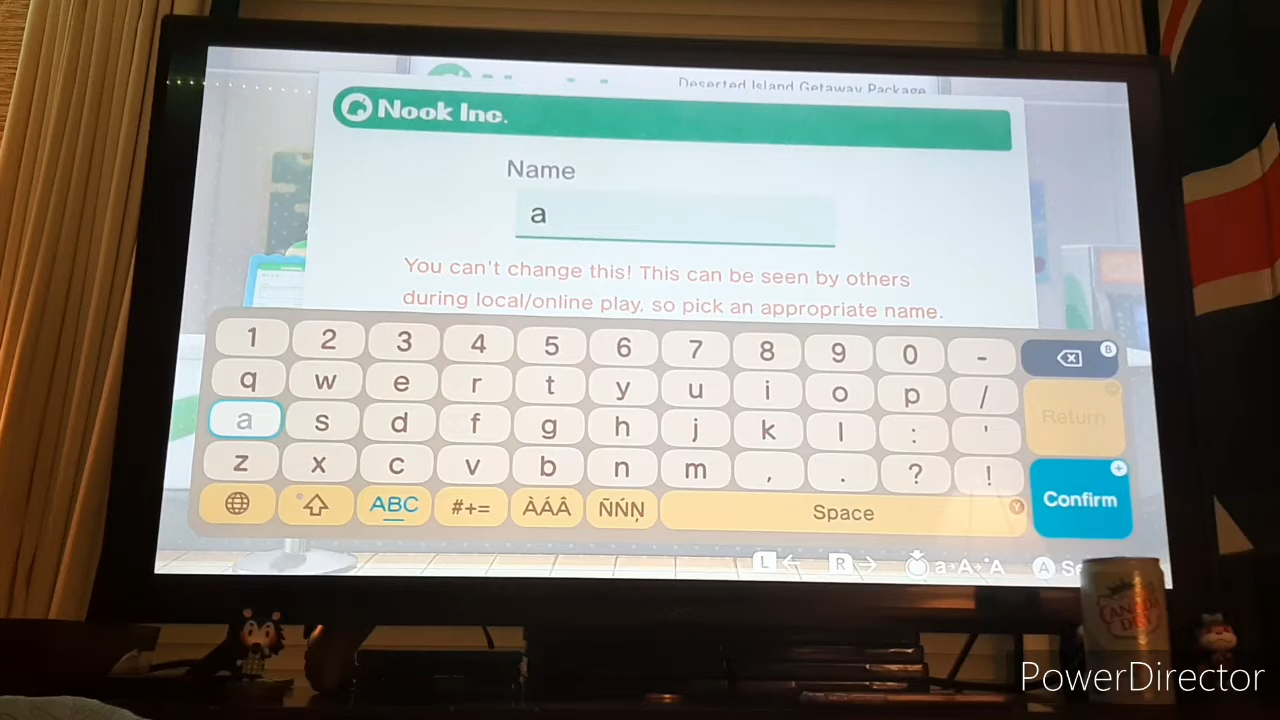 Deserted Island Getaway Package
Nook Inc.
Name
a
You can't change this! This can be seen by others
during local/online play, so pick an appropriate name.
1 2 3 4 5 6 7 8 9 0 - B
q w e r t y u i o p / Return
a s d f g h j k l : '
z x c v b n m , . ? ! +
ABC #+= ÀÁÂ ÑŃŅ Space Y Confirm
L ← R → a→A→A A
CANADA DRY
PowerDirector